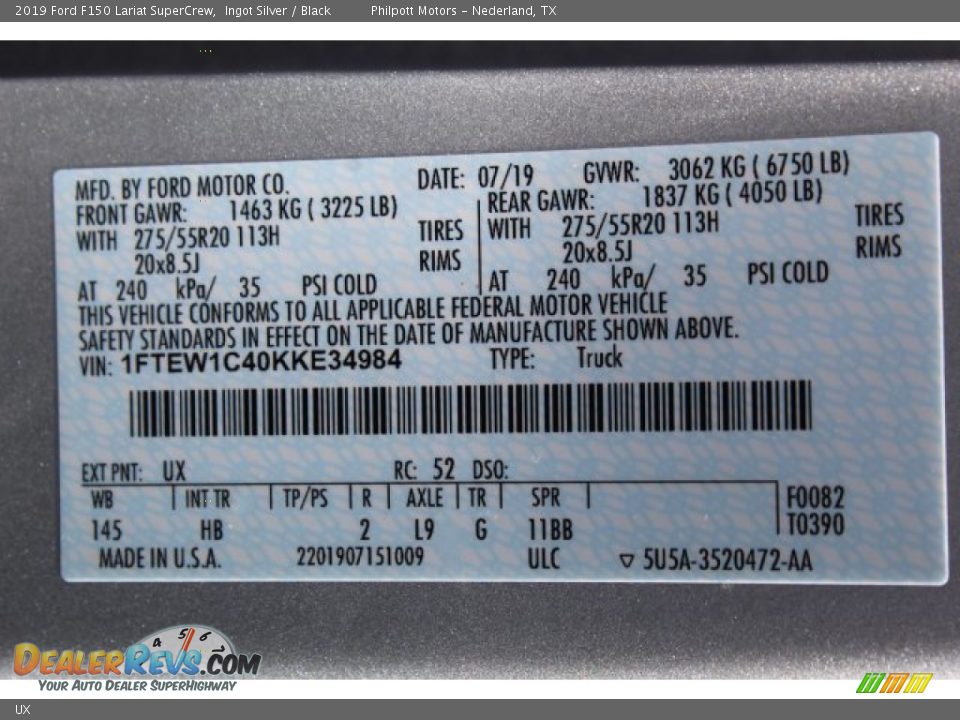 2019 Ford F150 Lariat SuperCrew, Ingot Silver / Black Philpott Motors – Nederland, TX
MFD. BY FORD MOTOR CO. DATE: 07/19 GVWR: 3062 KG ( 6750 LB)
FRONT GAWR: 1463 KG ( 3225 LB) REAR GAWR: 1837 KG ( 4050 LB)
WITH 275/55R20 113H TIRES WITH 275/55R20 113H TIRES
20x8.5J RIMS 20x8.5J RIMS
AT 240 kPa/ 35 PSI COLD AT 240 kPa/ 35 PSI COLD
THIS VEHICLE CONFORMS TO ALL APPLICABLE FEDERAL MOTOR VEHICLE
SAFETY STANDARDS IN EFFECT ON THE DATE OF MANUFACTURE SHOWN ABOVE.
VIN: 1FTEW1C40KKE34984 TYPE: Truck
EXT PNT: UX RC: 52 DSO:
WB INT TR TP/PS R AXLE TR SPR F0082
145 HB 2 L9 G 11BB T0390
MADE IN U.S.A. 2201907151009 ULC ▽ 5U5A-3520472-AA
4 5 6
DEALERREVS.COM
YOUR AUTO DEALER SUPERHIGHWAY
UX